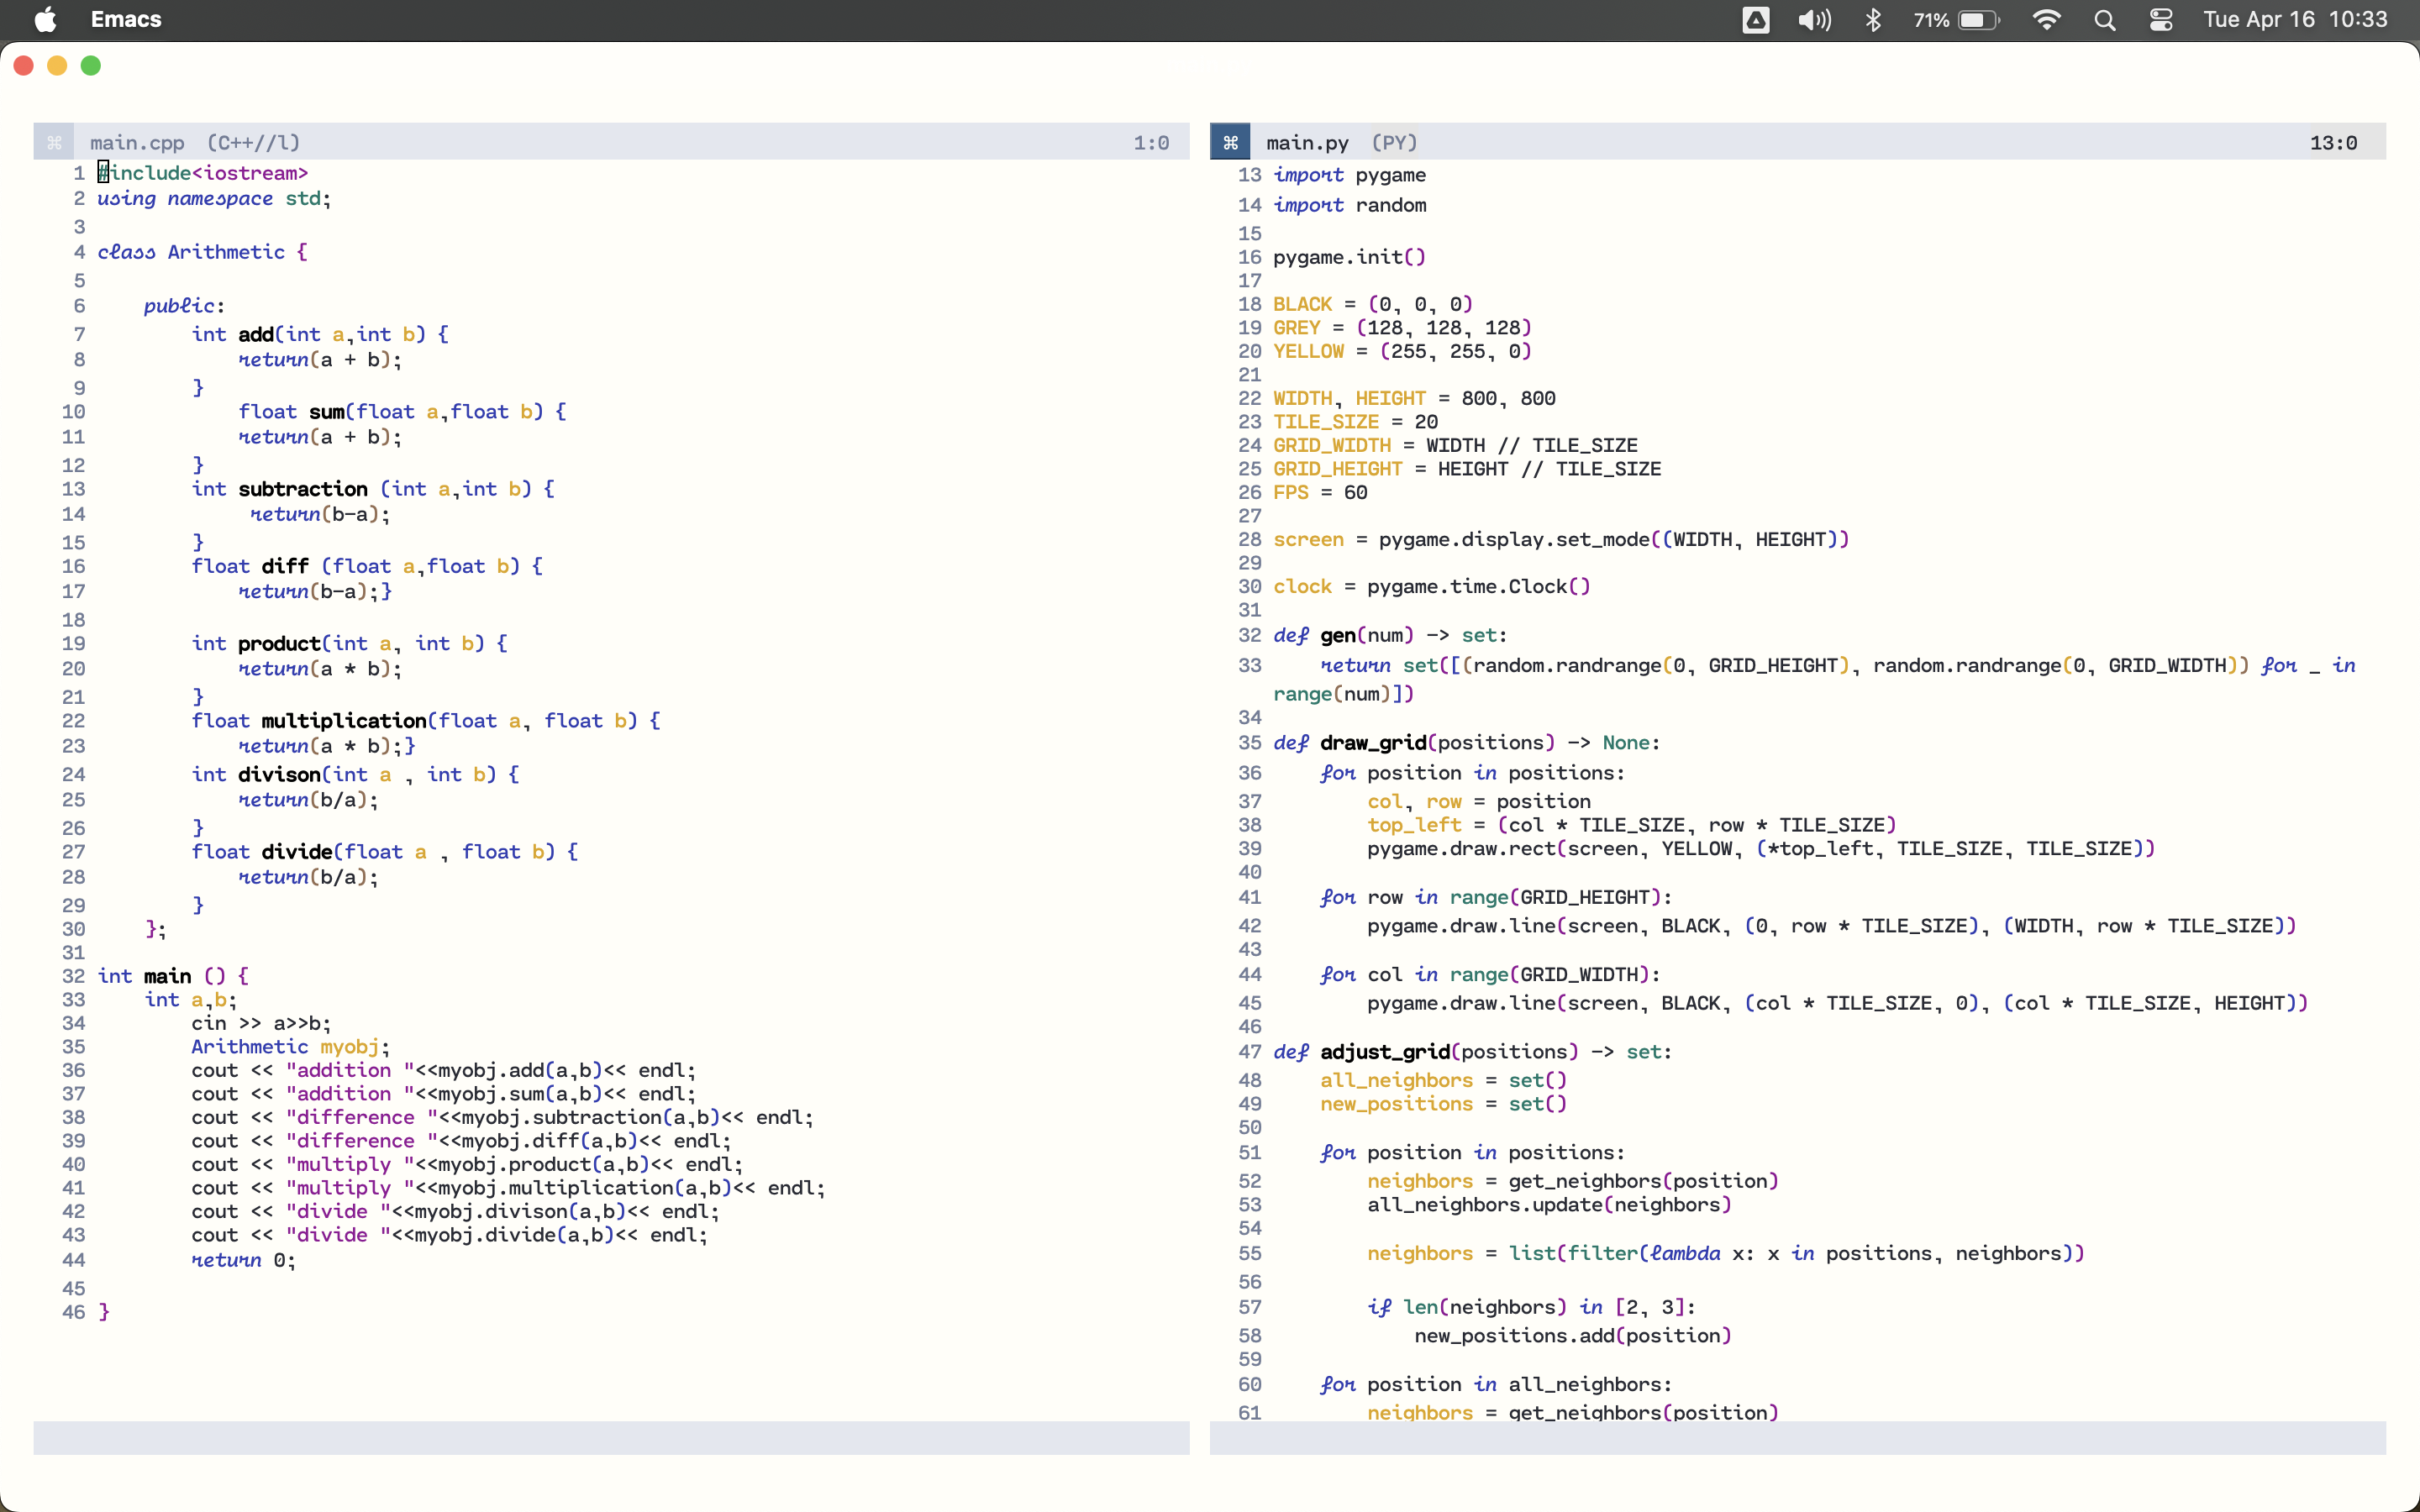 Emacs 71% Tue Apr 16 10:33
⌘ main.cpp (C++//l) 1:0
1 #include<iostream>
2 using namespace std;
3
4 class Arithmetic {
5
6     public:
7         int add(int a,int b) {
8             return(a + b);
9         }
10             float sum(float a,float b) {
11             return(a + b);
12         }
13         int subtraction (int a,int b) {
14              return(b-a);
15         }
16         float diff (float a,float b) {
17             return(b-a);}
18
19         int product(int a, int b) {
20             return(a * b);
21         }
22         float multiplication(float a, float b) {
23             return(a * b);}
24         int divison(int a , int b) {
25             return(b/a);
26         }
27         float divide(float a , float b) {
28             return(b/a);
29         }
30     };
31
32 int main () {
33     int a,b;
34         cin >> a>>b;
35         Arithmetic myobj;
36         cout << "addition "<<myobj.add(a,b)<< endl;
37         cout << "addition "<<myobj.sum(a,b)<< endl;
38         cout << "difference "<<myobj.subtraction(a,b)<< endl;
39         cout << "difference "<<myobj.diff(a,b)<< endl;
40         cout << "multiply "<<myobj.product(a,b)<< endl;
41         cout << "multiply "<<myobj.multiplication(a,b)<< endl;
42         cout << "divide "<<myobj.divison(a,b)<< endl;
43         cout << "divide "<<myobj.divide(a,b)<< endl;
44         return 0;
45
46 }
⌘ main.py (PY) 13:0
13 import pygame
14 import random
15
16 pygame.init()
17
18 BLACK = (0, 0, 0)
19 GREY = (128, 128, 128)
20 YELLOW = (255, 255, 0)
21
22 WIDTH, HEIGHT = 800, 800
23 TILE_SIZE = 20
24 GRID_WIDTH = WIDTH // TILE_SIZE
25 GRID_HEIGHT = HEIGHT // TILE_SIZE
26 FPS = 60
27
28 screen = pygame.display.set_mode((WIDTH, HEIGHT))
29
30 clock = pygame.time.Clock()
31
32 def gen(num) -> set:
33     return set([(random.randrange(0, GRID_HEIGHT), random.randrange(0, GRID_WIDTH)) for _ in
range(num)])
34
35 def draw_grid(positions) -> None:
36     for position in positions:
37         col, row = position
38         top_left = (col * TILE_SIZE, row * TILE_SIZE)
39         pygame.draw.rect(screen, YELLOW, (*top_left, TILE_SIZE, TILE_SIZE))
40
41     for row in range(GRID_HEIGHT):
42         pygame.draw.line(screen, BLACK, (0, row * TILE_SIZE), (WIDTH, row * TILE_SIZE))
43
44     for col in range(GRID_WIDTH):
45         pygame.draw.line(screen, BLACK, (col * TILE_SIZE, 0), (col * TILE_SIZE, HEIGHT))
46
47 def adjust_grid(positions) -> set:
48     all_neighbors = set()
49     new_positions = set()
50
51     for position in positions:
52         neighbors = get_neighbors(position)
53         all_neighbors.update(neighbors)
54
55         neighbors = list(filter(lambda x: x in positions, neighbors))
56
57         if len(neighbors) in [2, 3]:
58             new_positions.add(position)
59
60     for position in all_neighbors:
61         neighbors = get_neighbors(position)